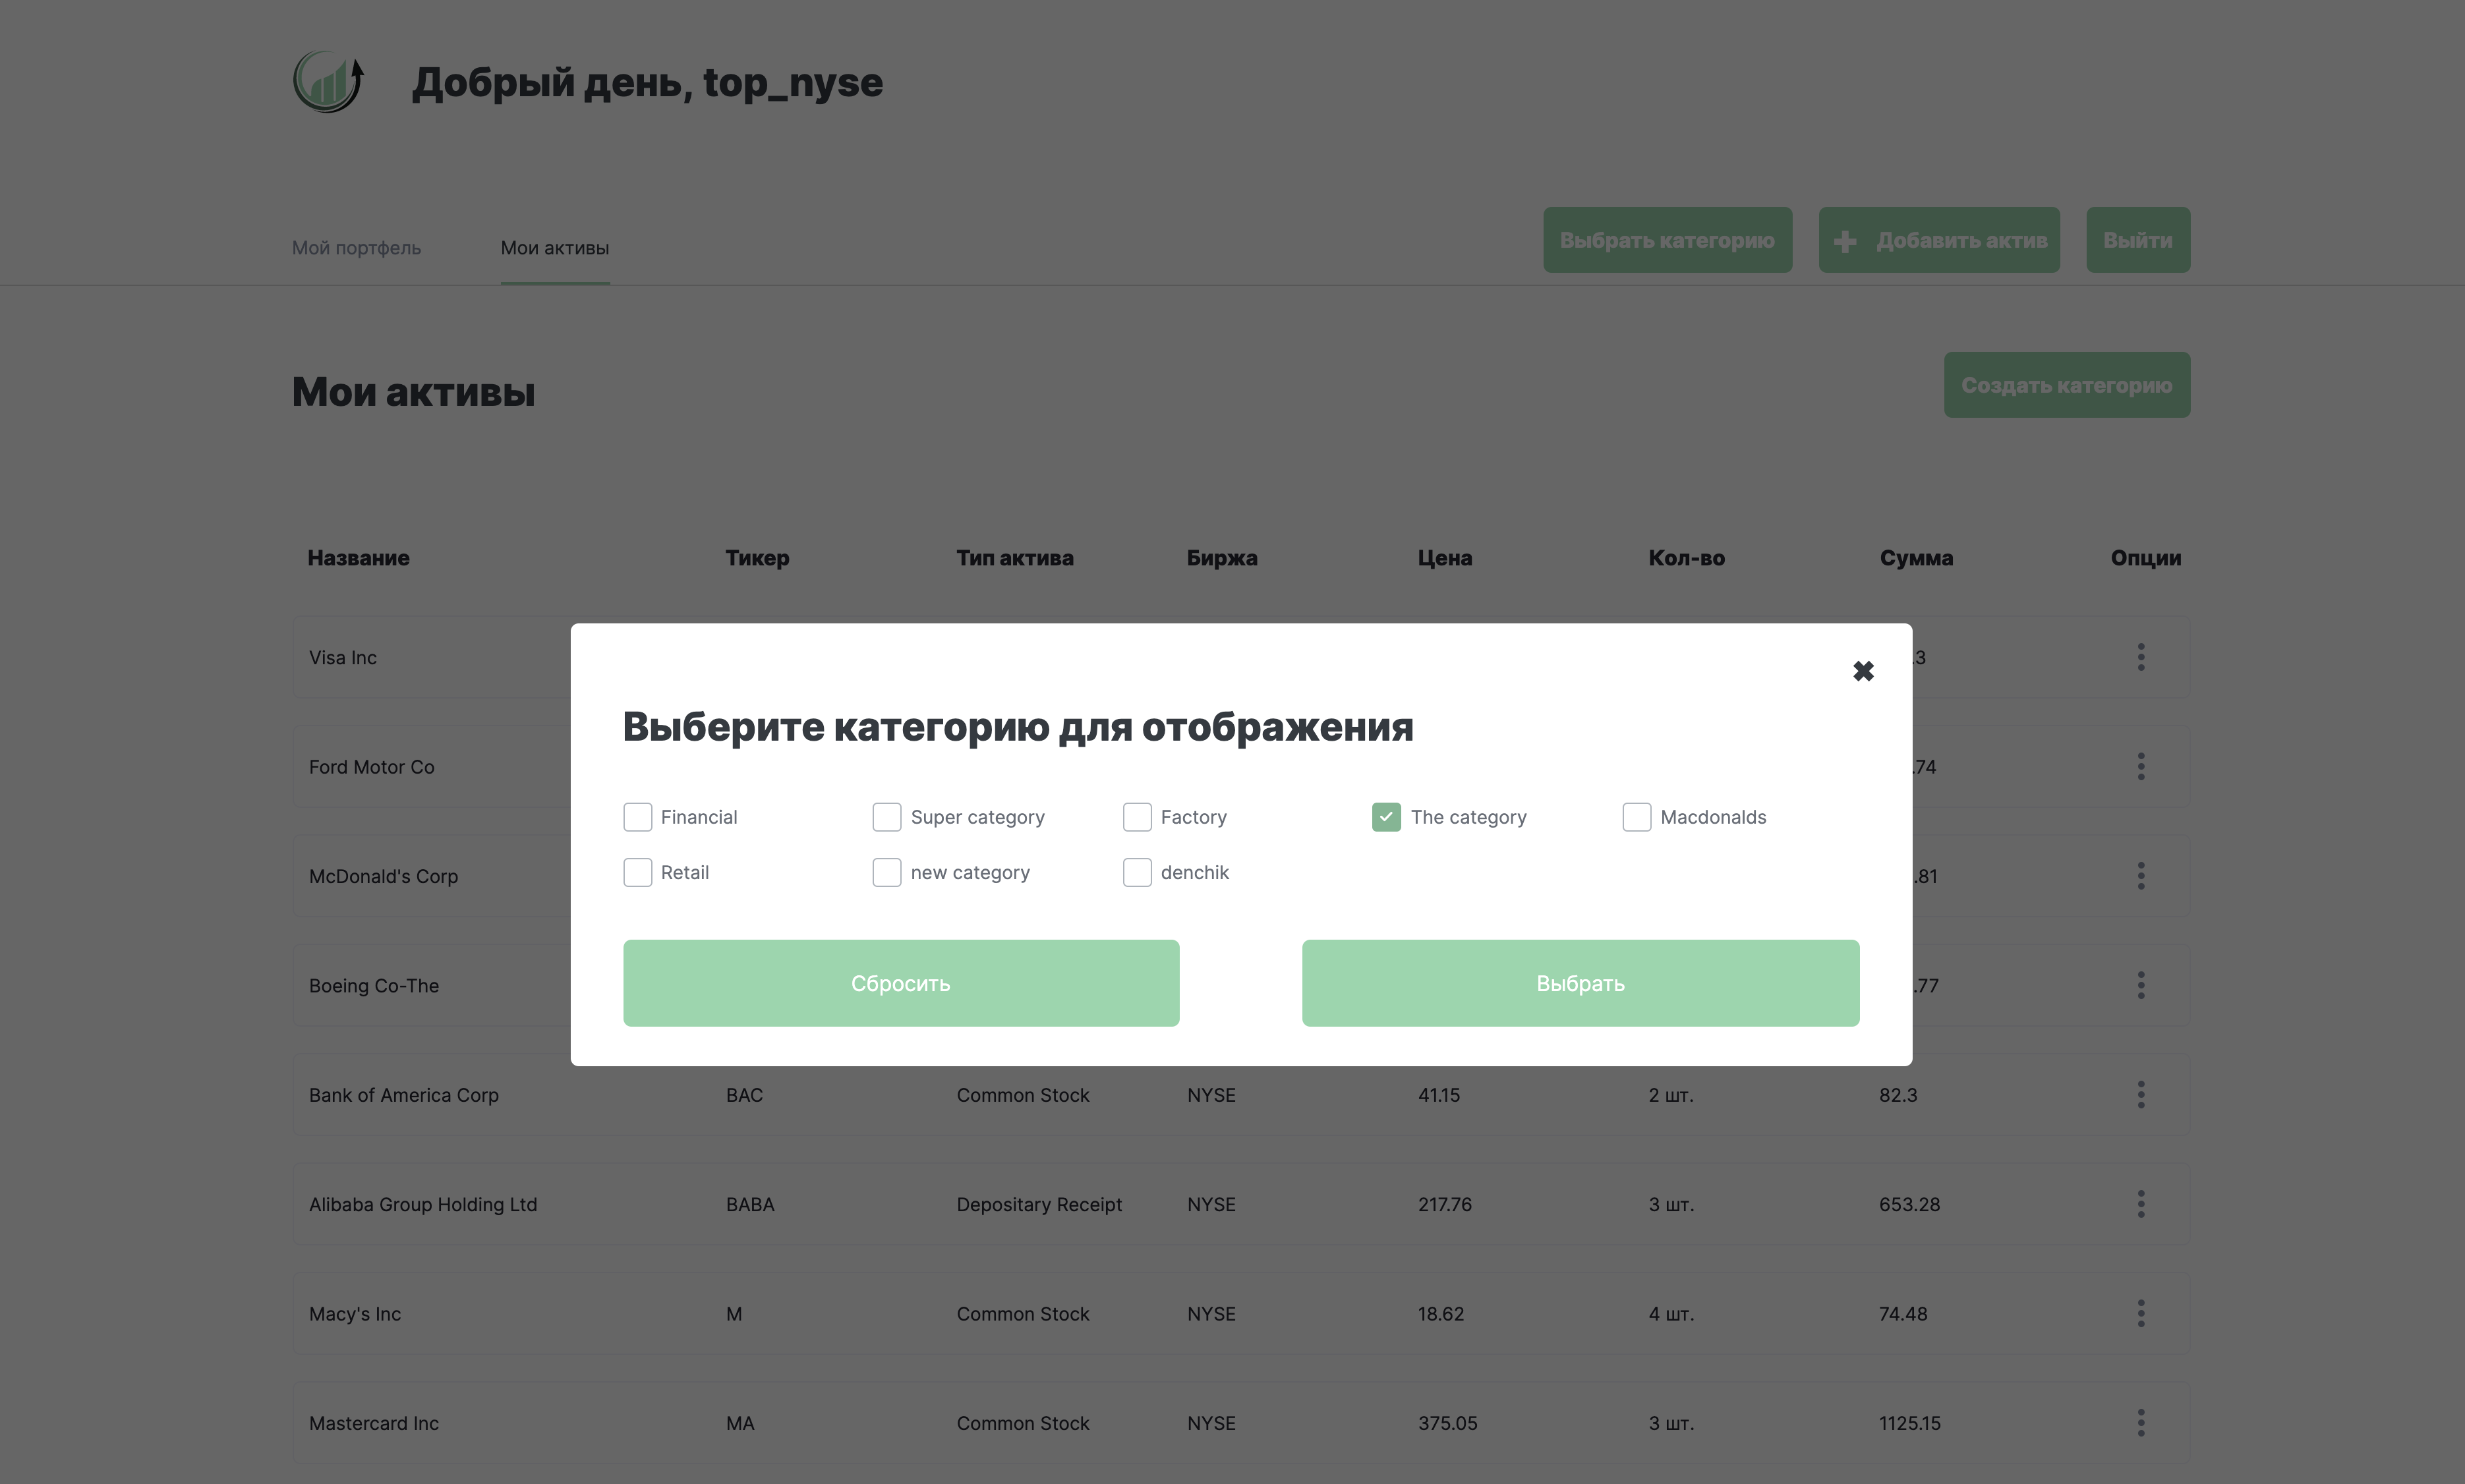 Добрый день, top_nyse
Мой портфель Мои активы Выбрать категорию Добавить актив Выйти
Мои активы Создать категорию
Название Тикер Тип актива Биржа Цена Кол-во Сумма Опции
Visa Inc .3
Выберите категорию для отображения
Ford Motor Co .74
Financial Super category Factory The category Macdonalds
McDonald's Corp .81
Retail new category denchik
Boeing Co-The .77
Сбросить Выбрать
Bank of America Corp BAC Common Stock NYSE 41.15 2 шт. 82.3
Alibaba Group Holding Ltd BABA Depositary Receipt NYSE 217.76 3 шт. 653.28
Macy's Inc M Common Stock NYSE 18.62 4 шт. 74.48
Mastercard Inc MA Common Stock NYSE 375.05 3 шт. 1125.15